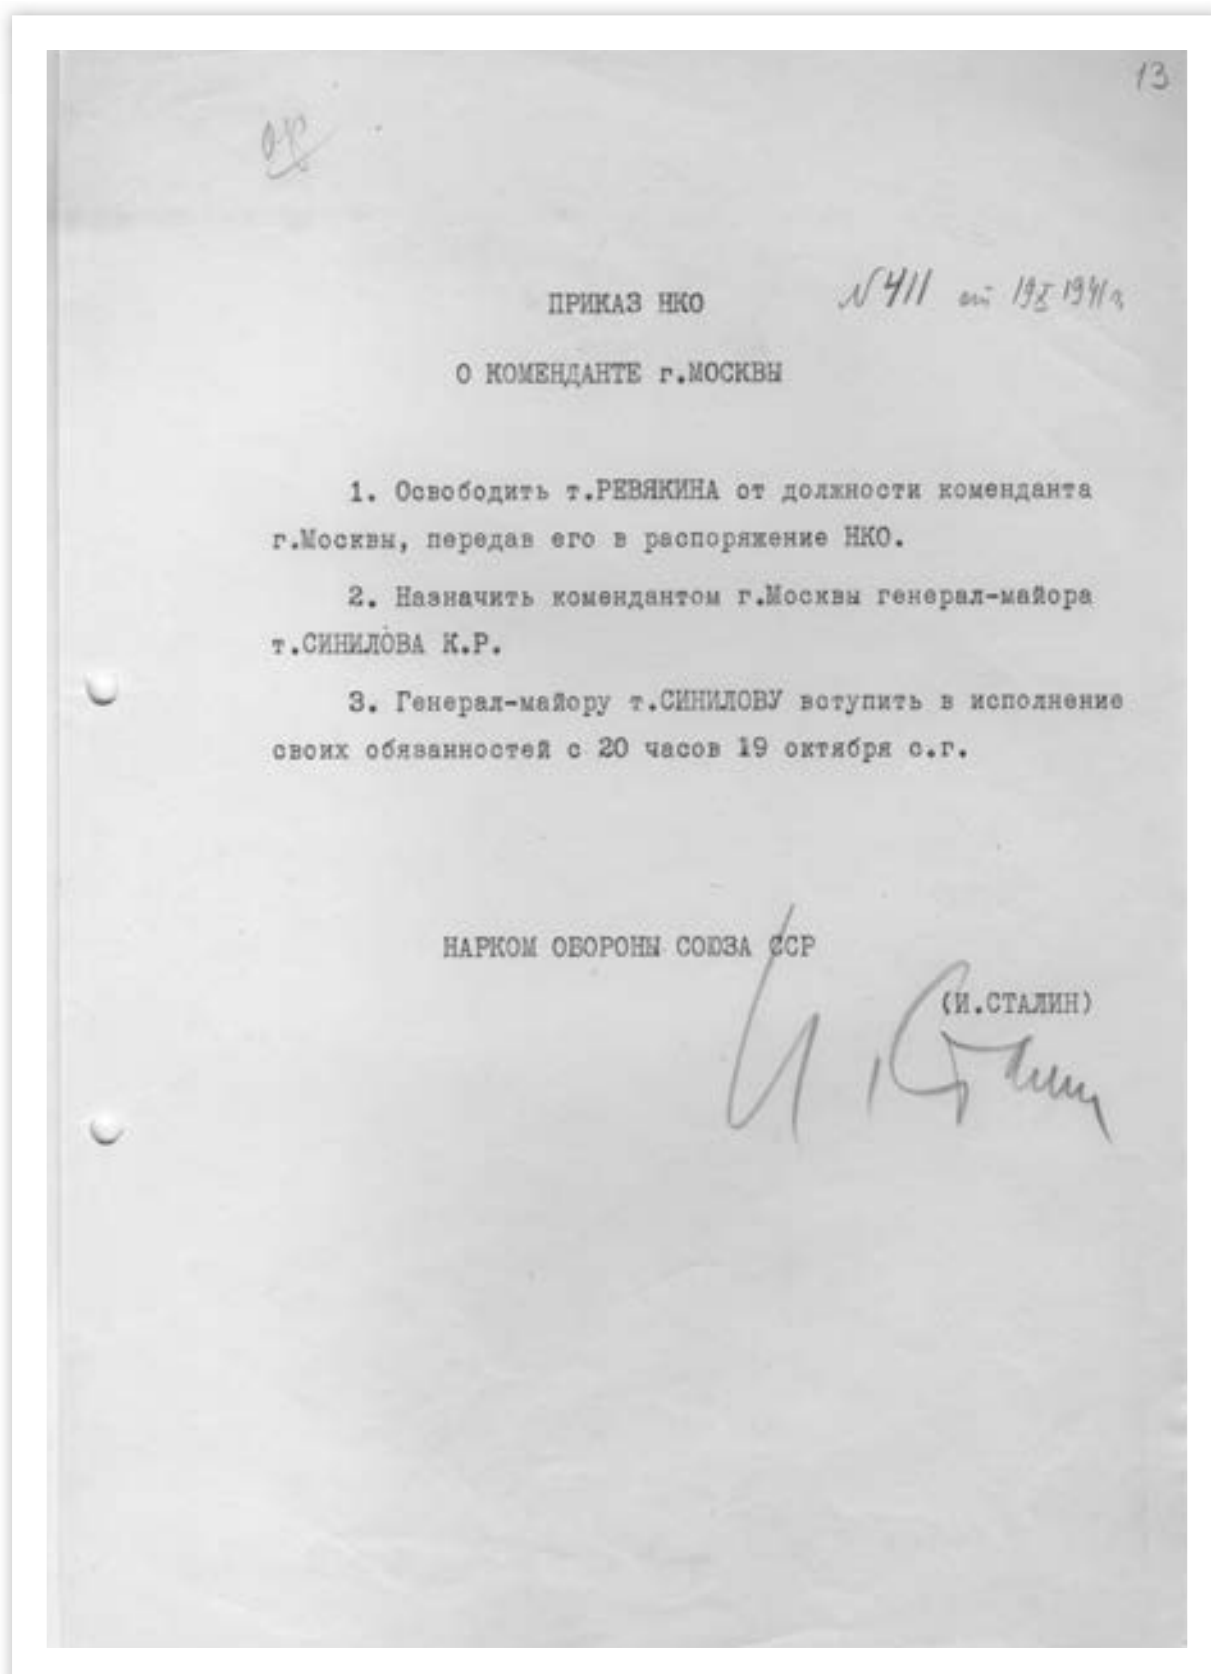 13
ПРИКАЗ НКО
№ 411 от 19 X 1941 г.
О КОМЕНДАНТЕ г.МОСКВЫ
1. Освободить т.РЕВЯКИНА от должности коменданта
г.Москвы, передав его в распоряжение НКО.
2. Назначить комендантом г.Москвы генерал-майора
т.СИНИЛОВА К.Р.
3. Генерал-майору т.СИНИЛОВУ вступить в исполнение
своих обязанностей с 20 часов 19 октября с.г.
НАРКОМ ОБОРОНЫ СОЮЗА ССР
(И.СТАЛИН)
И. Сталин